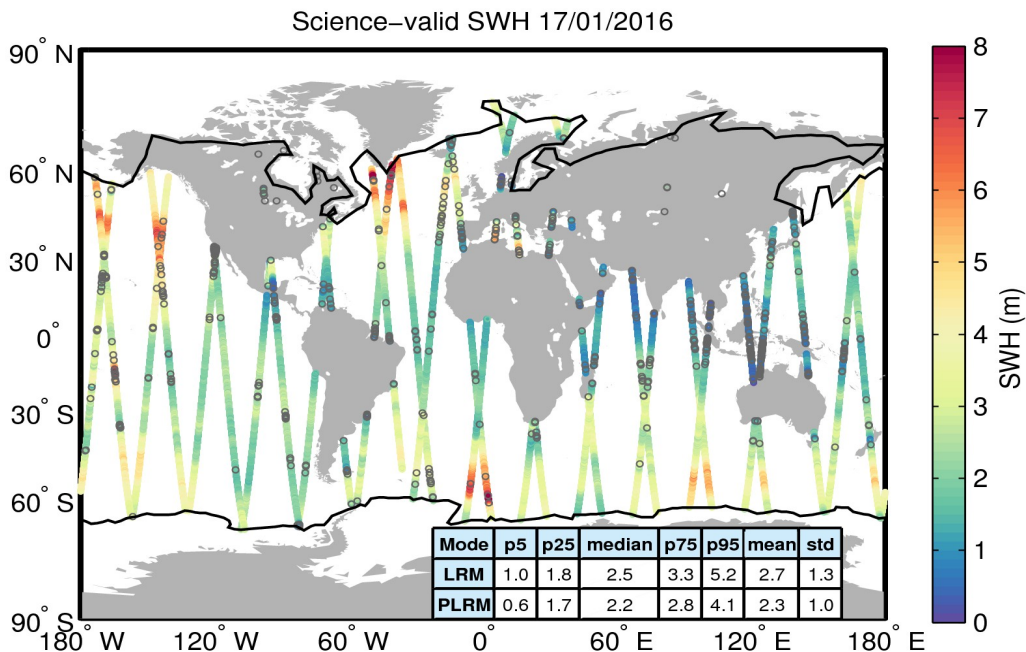 Science−valid SWH 17/01/2016
90° N
60° N
30° N
0°
30° S
60° S
90° S
180° W
120° W
60° W
0°
60° E
120° E
180° E
8
7
6
5
4
3
2
1
0
SWH (m)
Mode p5 p25 median p75 p95 mean std
LRM 1.0 1.8 2.5 3.3 5.2 2.7 1.3
PLRM 0.6 1.7 2.2 2.8 4.1 2.3 1.0